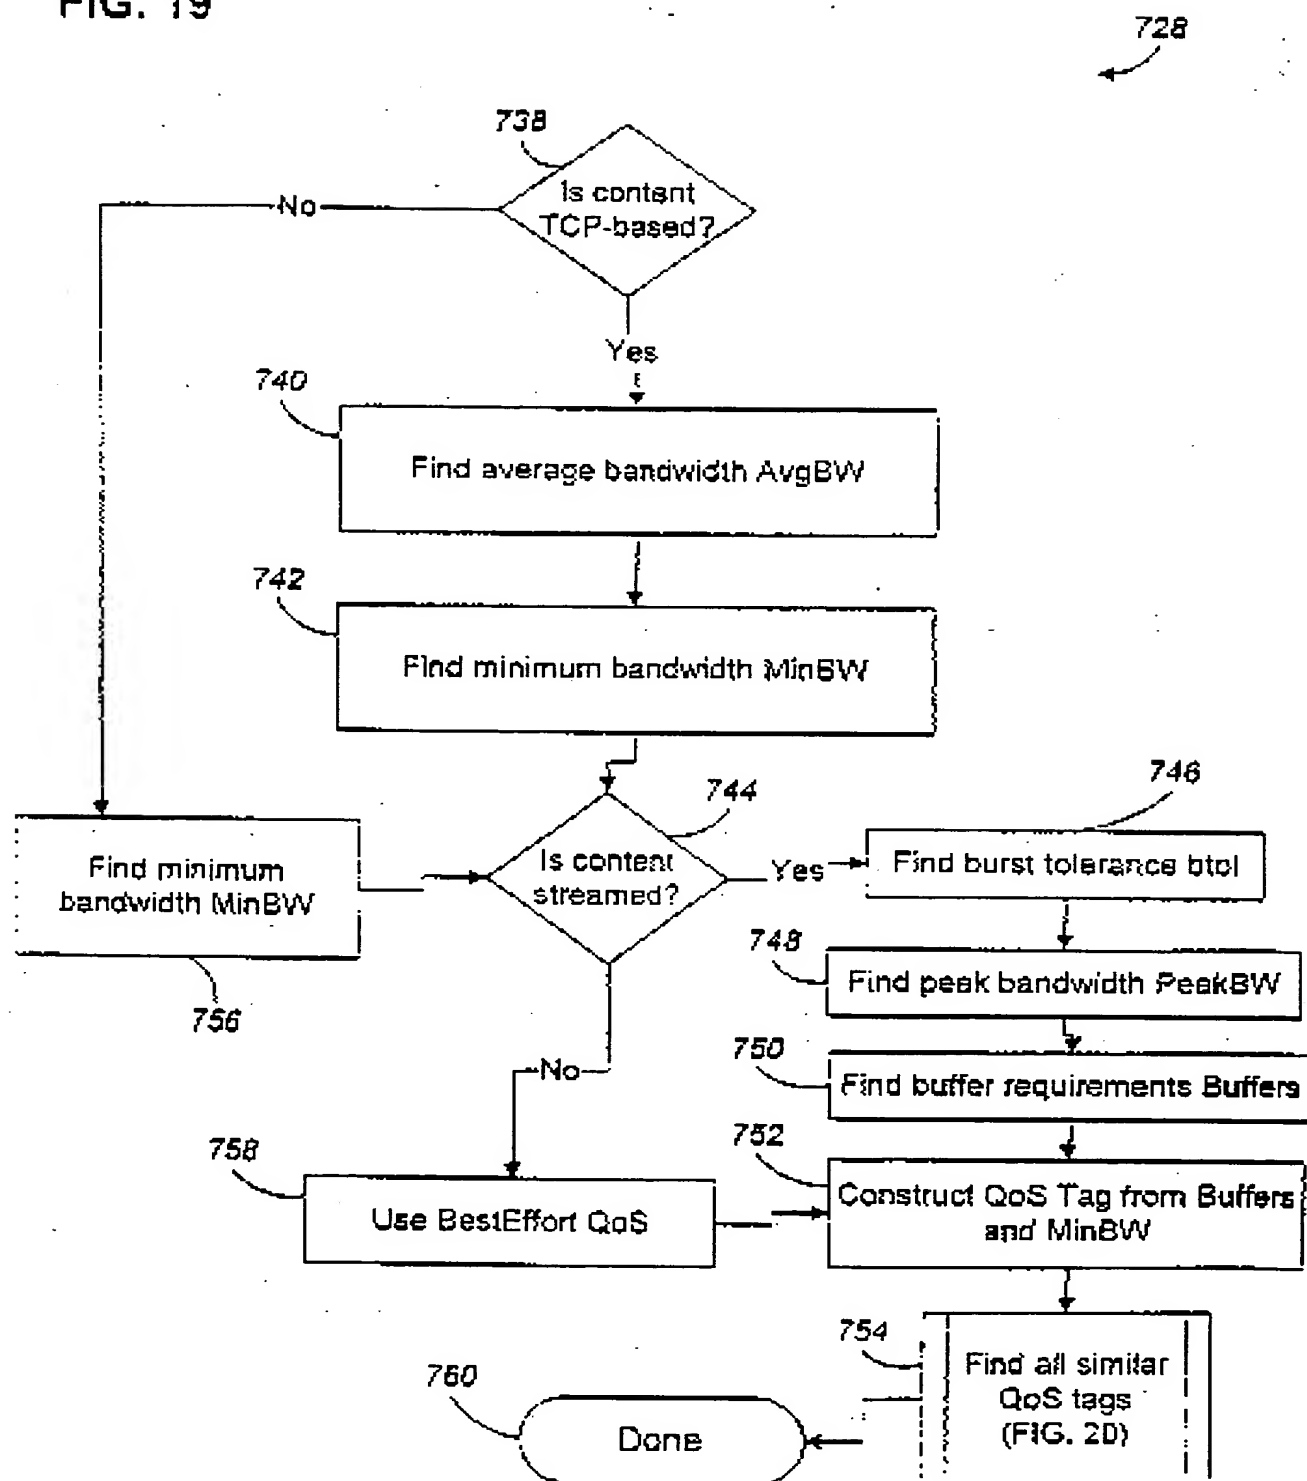 FIG. 19
728
738
Is content
TCP-based?
No
Yes
740
Find average bandwidth AvgBW
742
Find minimum bandwidth MinBW
744
746
Find minimum
bandwidth MinBW
Is content
streamed?
Yes
Find burst tolerance btol
748
Find peak bandwidth PeakBW
756
750
No
Find buffer requirements Buffers
758
752
Use BestEffort QoS
Construct QoS Tag from Buffers
and MinBW
754
760
Find all similar
QoS tags
(FIG. 20)
Done